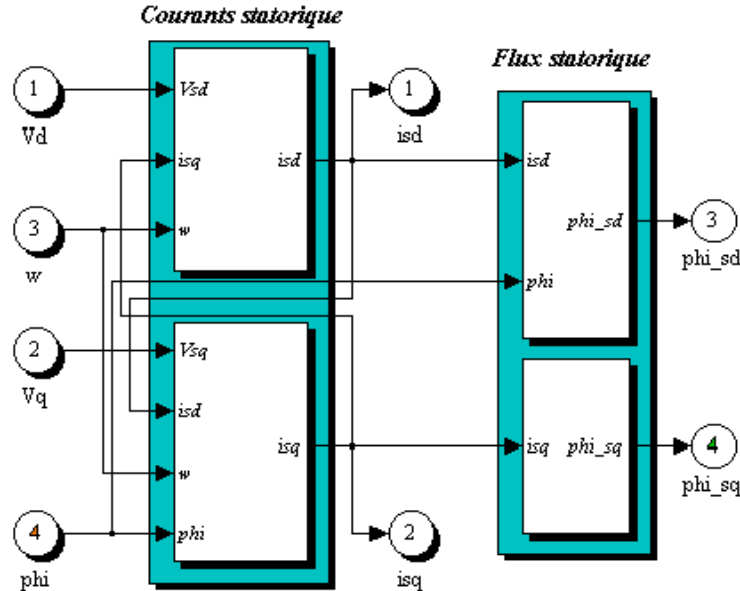 Courants statorique
Flux statorique
1
Vd
3
w
2
Vq
4
phi
Vsd
isq
w
isd
Vsq
isd
w
phi
isq
1
isd
2
isq
isd
phi
phi_sd
isq
phi_sq
3
phi_sd
4
phi_sq